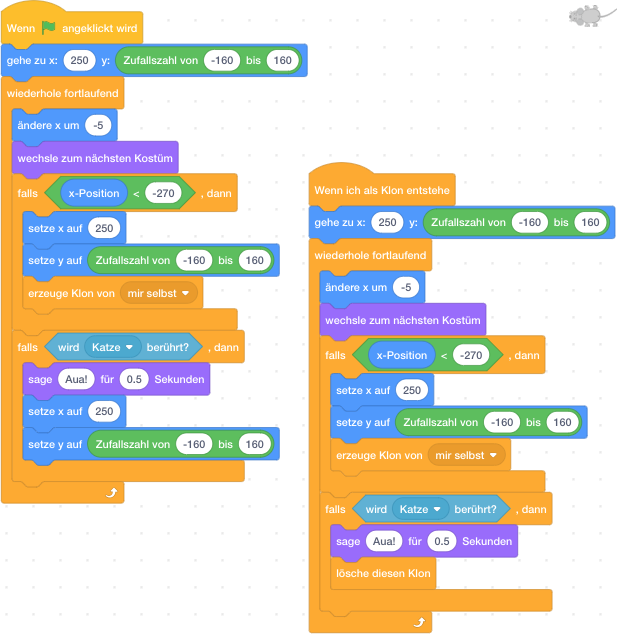 Wenn angeklickt wird
gehe zu x: 250 y: Zufallszahl von -160 bis 160
wiederhole fortlaufend
ändere x um -5
wechsle zum nächsten Kostüm
falls x-Position < -270 , dann
setze x auf 250
setze y auf Zufallszahl von -160 bis 160
erzeuge Klon von mir selbst
falls wird Katze berührt? , dann
sage Aua! für 0.5 Sekunden
setze x auf 250
setze y auf Zufallszahl von -160 bis 160
Wenn ich als Klon entstehe
gehe zu x: 250 y: Zufallszahl von -160 bis 160
wiederhole fortlaufend
ändere x um -5
wechsle zum nächsten Kostüm
falls x-Position < -270 , dann
setze x auf 250
setze y auf Zufallszahl von -160 bis 160
erzeuge Klon von mir selbst
falls wird Katze berührt? , dann
sage Aua! für 0.5 Sekunden
lösche diesen Klon